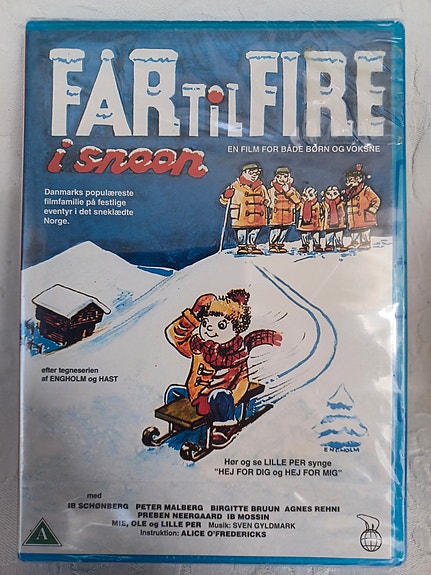 FAR TIL FIRE
i sneen
EN FILM FOR BÅDE BØRN OG VOKSNE
Danmarks populæreste
filmfamilie på festlige
eventyr i det sneklædte
Norge.
efter tegneserien
af ENGHOLM og HAST
ENGHOLM
Hør og se LILLE PER synge
"HEJ FOR DIG og HEJ FOR MIG"
med
IB SCHØNBERG PETER MALBERG BIRGITTE BRUUN AGNES REHNI
PREBEN NEERGAARD IB MOSSIN
MIE, OLE og LILLE PER Musik: SVEN GYLDMARK
Instruktion: ALICE O'FREDERICKS
A